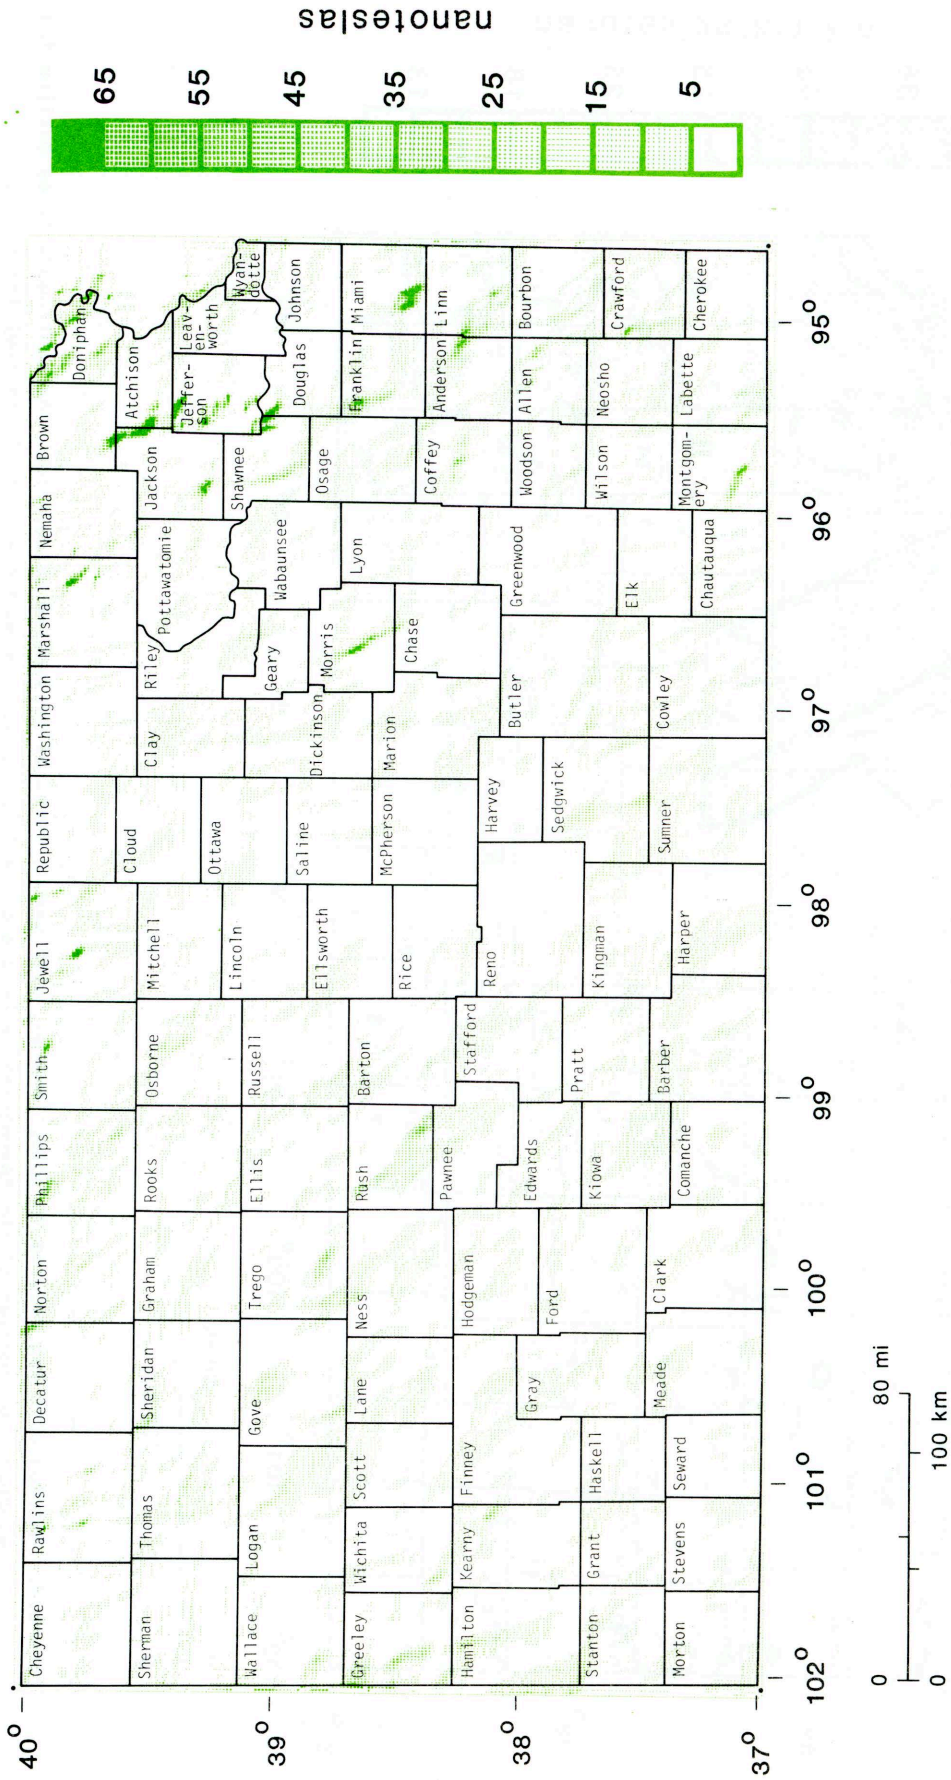 nanoteslas
65
55
45
35
25
15
5
40°
39°
38°
37°
Cheyenne Rawlins Decatur Norton Phillips Smith Jewell Republic Washington Marshall Nemaha Brown Doniphan
Sherman Thomas Sheridan Graham Rooks Osborne Mitchell Cloud Clay Riley Pottawatomie Jackson Atchison
Jeffer-
son
Leav-
en-
worth
Wyan-
dotte
Wallace Logan Gove Trego Ellis Russell Lincoln Ottawa Geary Wabaunsee Shawnee Douglas Johnson
Ellsworth Saline Dickinson Morris Osage Franklin Miami
Greeley Wichita Scott Lane Ness Rush Barton Rice McPherson Marion Chase Lyon Coffey Anderson Linn
Hamilton Kearny Finney Hodgeman Pawnee Stafford Reno Harvey Butler Greenwood Woodson Allen Bourbon
Gray Ford Edwards Sedgwick
Stanton Grant Haskell Kiowa Pratt Kingman Elk Wilson Neosho Crawford
Morton Stevens Seward Meade Clark Comanche Barber Harper Sumner Cowley Chautauqua
Montgom-
ery
Labette Cherokee
102° 101° 100° 99° 98° 97° 96° 95°
0 80 mi
0 100 km